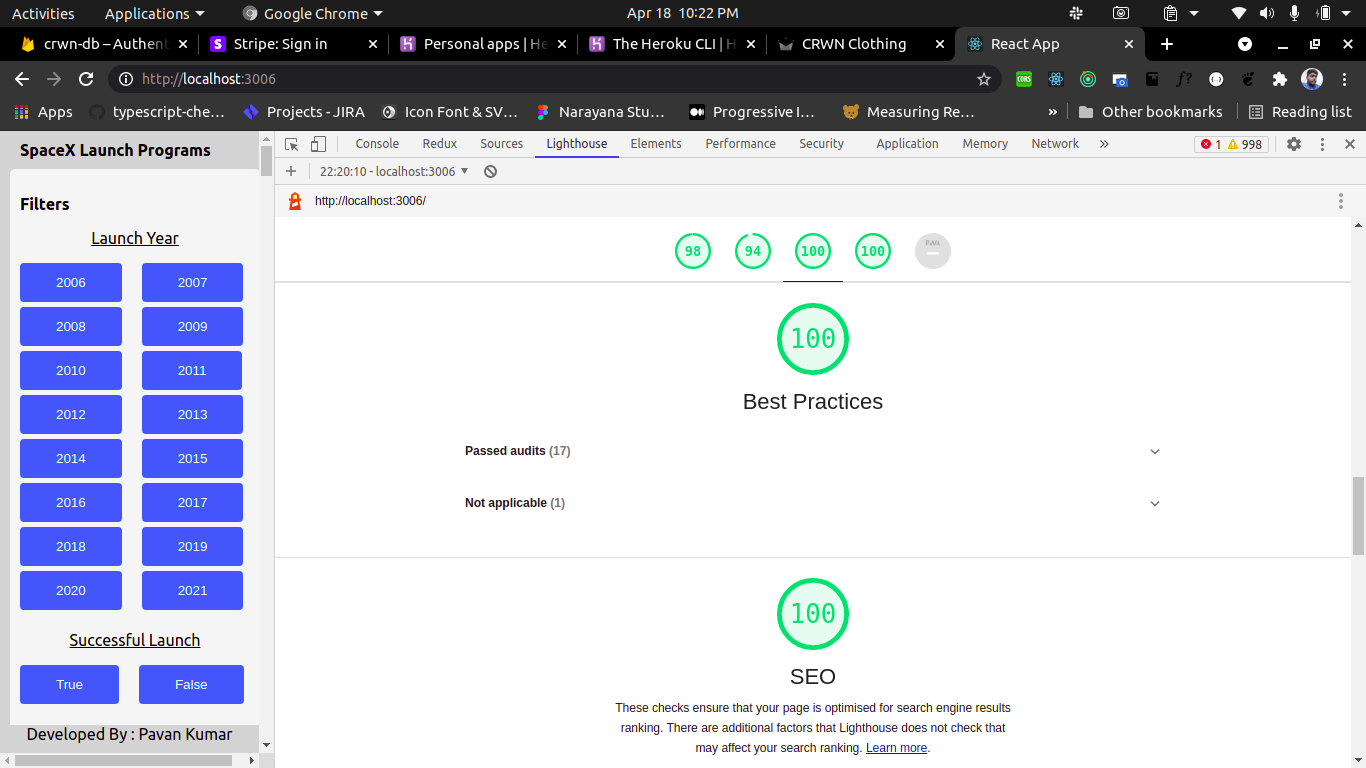 Activities Applications Google Chrome Apr 18 10:22 PM
crwn-db – Authent Stripe: Sign in Personal apps | He The Heroku CLI | H CRWN Clothing React App
http://localhost:3006
CORS f?
Apps typescript-che... Projects - JIRA Icon Font & SV... Narayana Stu... Progressive I... Measuring Re... » Other bookmarks Reading list
SpaceX Launch Programs
Filters
Launch Year
2006 2007
2008 2009
2010 2011
2012 2013
2014 2015
2016 2017
2018 2019
2020 2021
Successful Launch
True False
Developed By : Pavan Kumar
Console Redux Sources Lighthouse Elements Performance Security Application Memory Network » 1 998
22:20:10 - localhost:3006
http://localhost:3006/
98 94 100 100 PWA
100
Best Practices
Passed audits (17)
Not applicable (1)
100
SEO
These checks ensure that your page is optimised for search engine results
ranking. There are additional factors that Lighthouse does not check that
may affect your search ranking. Learn more.